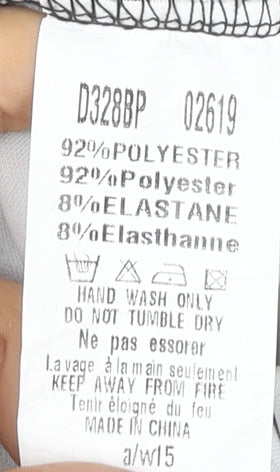 D328BP 02619
92%POLYESTER
92%Polyester
8%ELASTANE
8%Elasthanne
HAND WASH ONLY
DO NOT TUMBLE DRY
Ne pas essorer
Lavage à la main seulement
KEEP AWAY FROM FIRE
Tenir éloigné du feu
MADE IN CHINA
a/w15